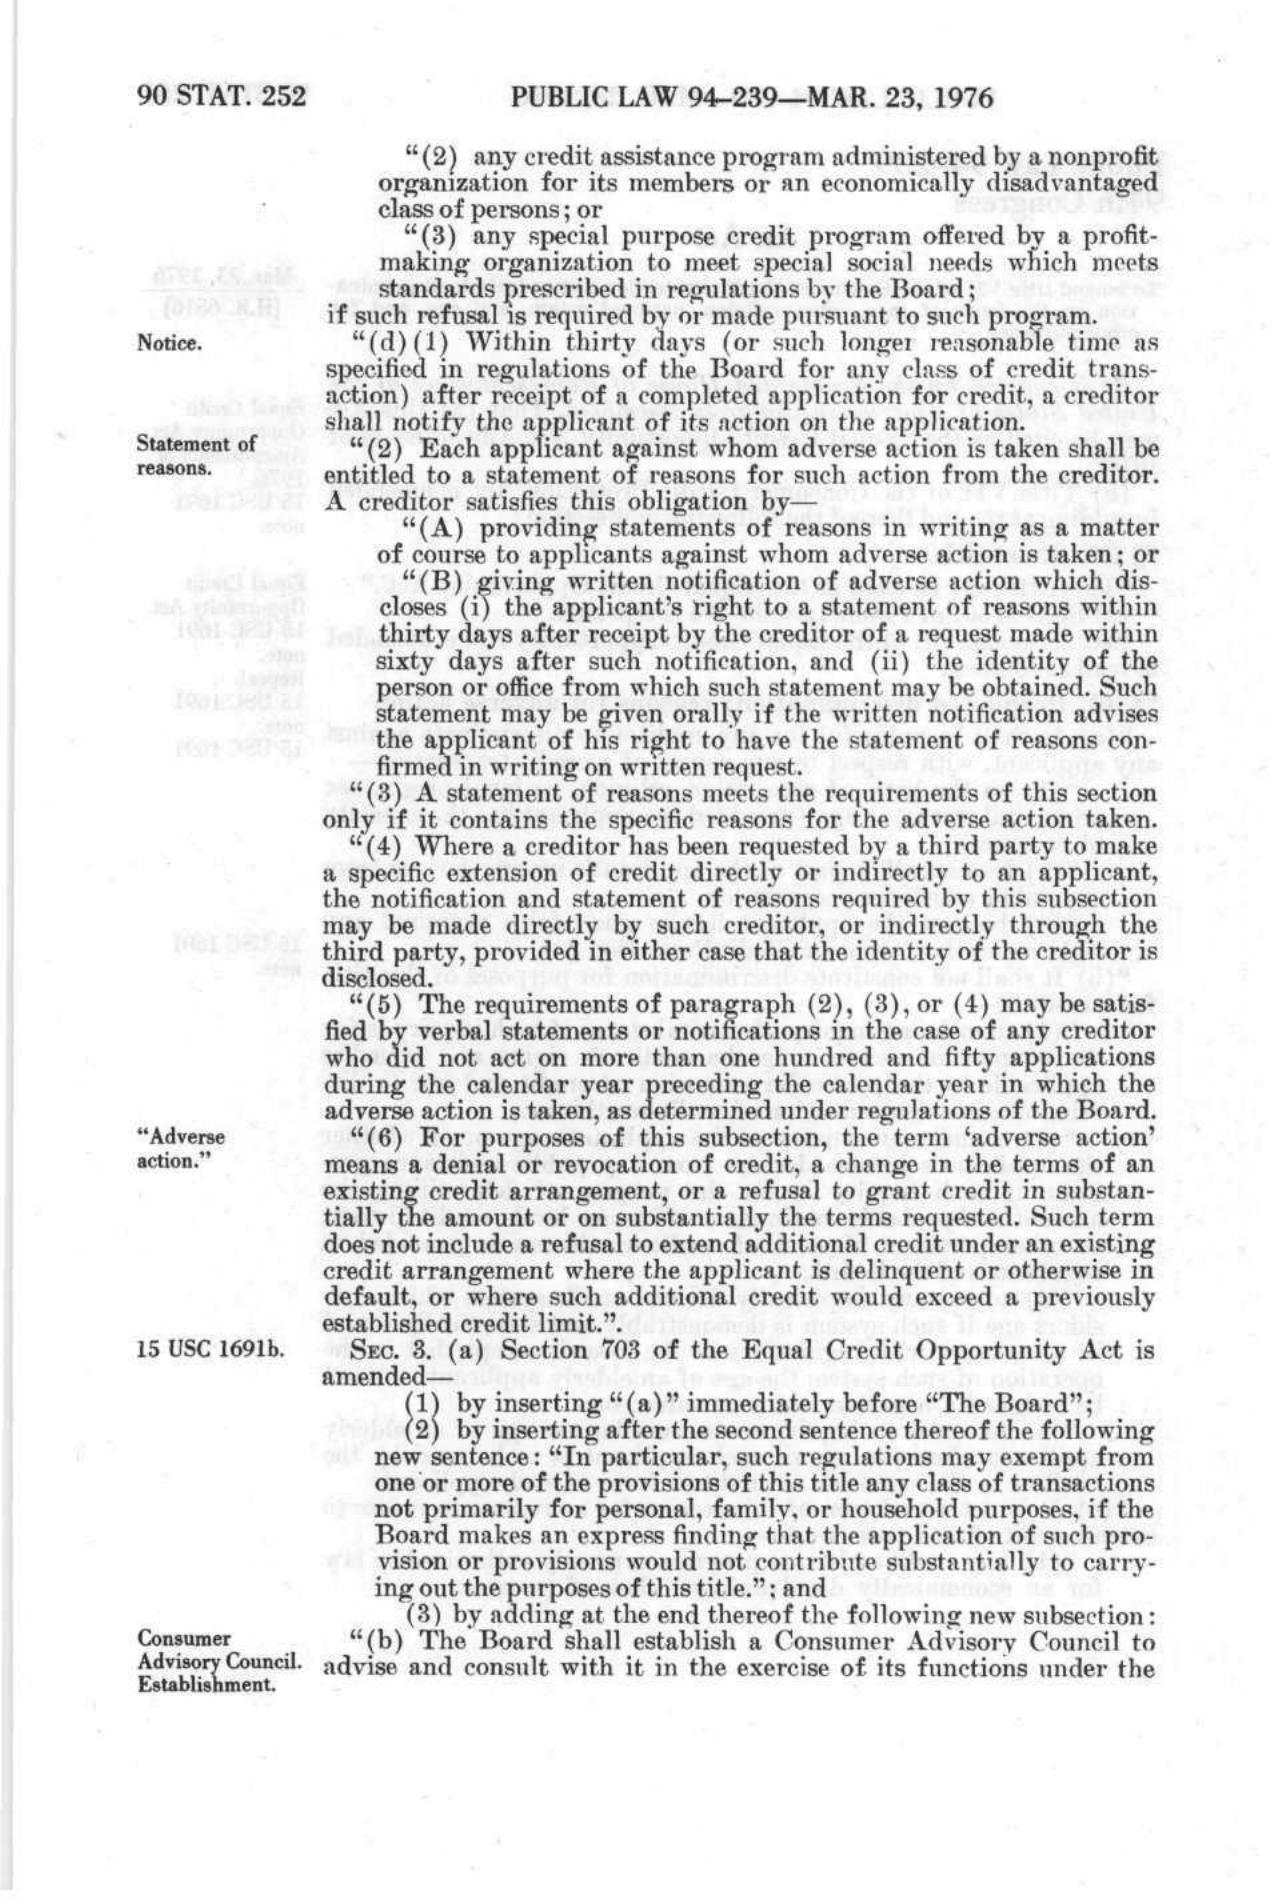 90 STAT. 252 PUBLIC LAW 94–239—MAR. 23, 1976
“(2) any credit assistance program administered by a nonprofit
organization for its members or an economically disadvantaged
class of persons; or
“(3) any special purpose credit program offered by a profit-
making organization to meet special social needs which meets
standards prescribed in regulations by the Board;
if such refusal is required by or made pursuant to such program.
Notice.
“(d)(1) Within thirty days (or such longer reasonable time as
specified in regulations of the Board for any class of credit trans-
action) after receipt of a completed application for credit, a creditor
shall notify the applicant of its action on the application.
Statement of
reasons.
“(2) Each applicant against whom adverse action is taken shall be
entitled to a statement of reasons for such action from the creditor.
A creditor satisfies this obligation by—
“(A) providing statements of reasons in writing as a matter
of course to applicants against whom adverse action is taken; or
“(B) giving written notification of adverse action which dis-
closes (i) the applicant's right to a statement of reasons within
thirty days after receipt by the creditor of a request made within
sixty days after such notification, and (ii) the identity of the
person or office from which such statement may be obtained. Such
statement may be given orally if the written notification advises
the applicant of his right to have the statement of reasons con-
firmed in writing on written request.
“(3) A statement of reasons meets the requirements of this section
only if it contains the specific reasons for the adverse action taken.
“(4) Where a creditor has been requested by a third party to make
a specific extension of credit directly or indirectly to an applicant,
the notification and statement of reasons required by this subsection
may be made directly by such creditor, or indirectly through the
third party, provided in either case that the identity of the creditor is
disclosed.
“(5) The requirements of paragraph (2), (3), or (4) may be satis-
fied by verbal statements or notifications in the case of any creditor
who did not act on more than one hundred and fifty applications
during the calendar year preceding the calendar year in which the
adverse action is taken, as determined under regulations of the Board.
“Adverse
action.”
“(6) For purposes of this subsection, the term ‘adverse action’
means a denial or revocation of credit, a change in the terms of an
existing credit arrangement, or a refusal to grant credit in substan-
tially the amount or on substantially the terms requested. Such term
does not include a refusal to extend additional credit under an existing
credit arrangement where the applicant is delinquent or otherwise in
default, or where such additional credit would exceed a previously
established credit limit.”.
15 USC 1691b.
SEC. 3. (a) Section 703 of the Equal Credit Opportunity Act is
amended—
(1) by inserting “(a)” immediately before “The Board”;
(2) by inserting after the second sentence thereof the following
new sentence: “In particular, such regulations may exempt from
one or more of the provisions of this title any class of transactions
not primarily for personal, family, or household purposes, if the
Board makes an express finding that the application of such pro-
vision or provisions would not contribute substantially to carry-
ing out the purposes of this title.”; and
(3) by adding at the end thereof the following new subsection:
Consumer
Advisory Council.
Establishment.
“(b) The Board shall establish a Consumer Advisory Council to
advise and consult with it in the exercise of its functions under the